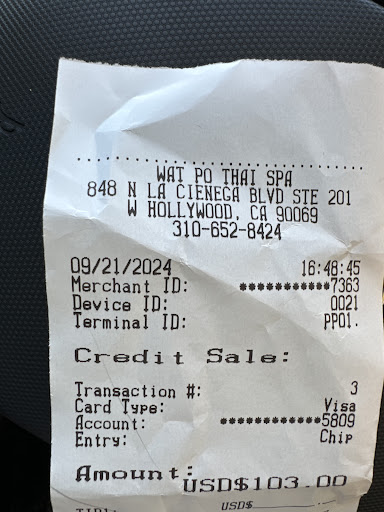 WAT PO THAI SPA
848 N LA CIENEGA BLVD STE 201
W HOLLYWOOD, CA 90069
310-652-8424
09/21/2024 16:48:45
Merchant ID: ***********7363
Device ID: 0021
Terminal ID: PP01.
Credit Sale:
Transaction #: 3
Card Type: Visa
Account: ************5809
Entry: Chip
Amount: USD$103.00
USD$